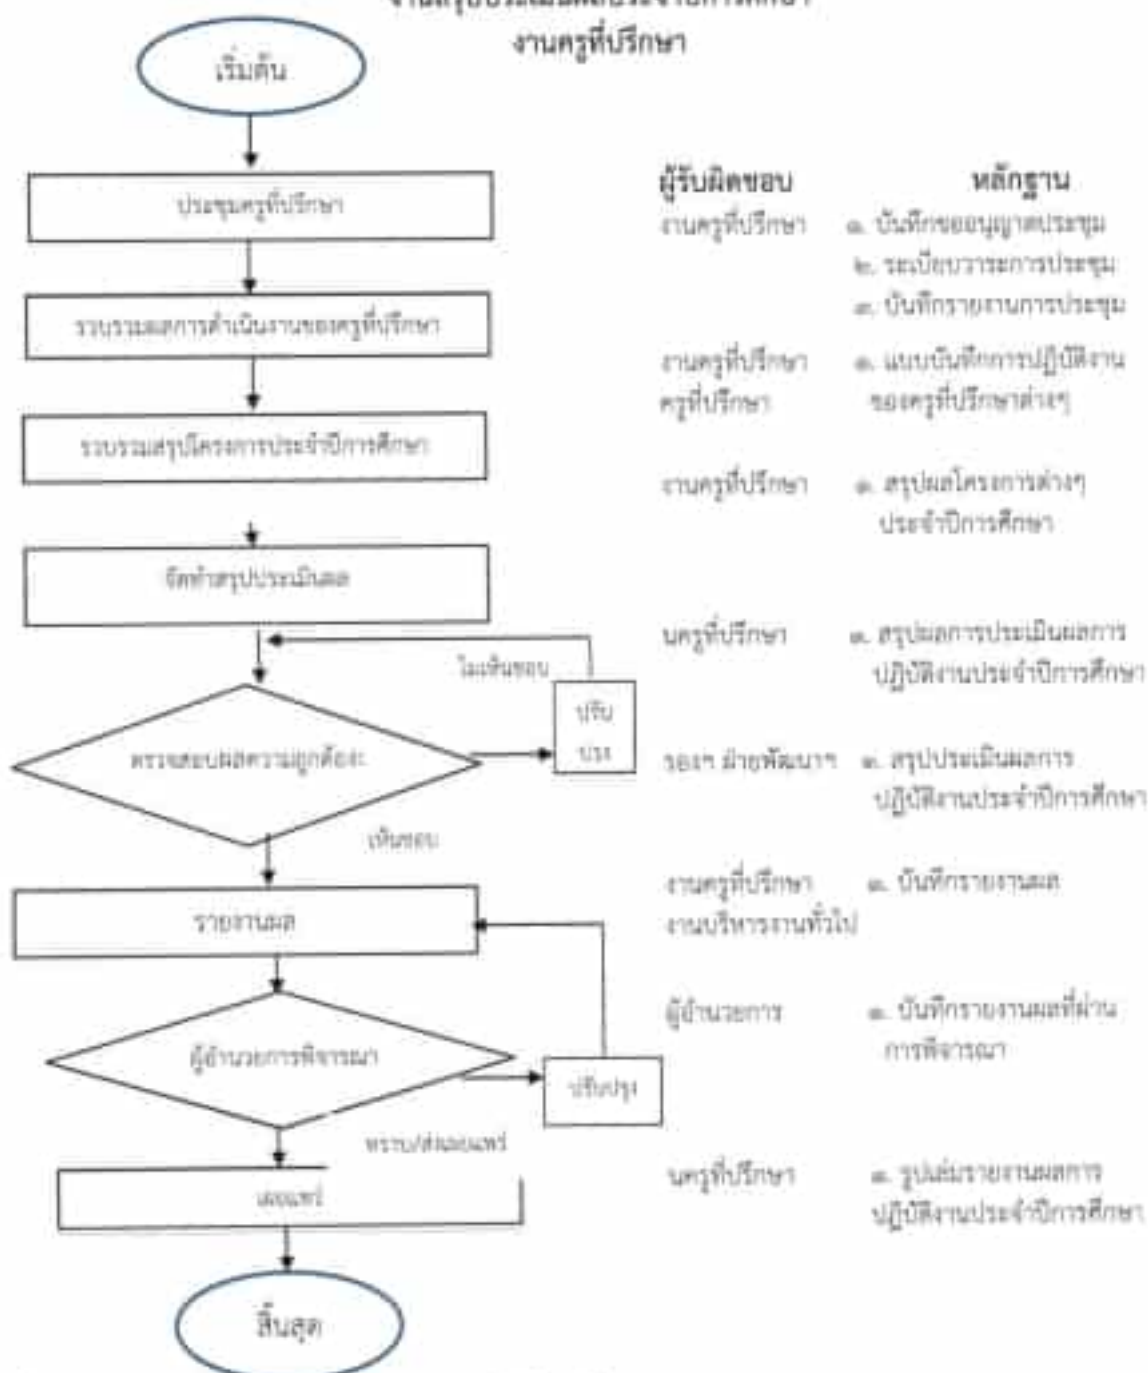 งานสรุปประเมินผลประจำปีการศึกษา
งานครูที่ปรึกษา
เริ่มต้น
ประชุมครูที่ปรึกษา
รวบรวมผลการดำเนินงานของครูที่ปรึกษา
รวบรวมสรุปโครงการประจำปีการศึกษา
จัดทำสรุปประเมินผล
ไม่เห็นชอบ
ปรับ
ปรุง
ตรวจสอบผลความถูกต้อง
เห็นชอบ
รายงานผล
ผู้อำนวยการพิจารณา
ปรับปรุง
ทราบ/ส่งเผยแพร่
เผยแพร่
สิ้นสุด
ผู้รับผิดชอบ หลักฐาน
งานครูที่ปรึกษา ๑. บันทึกขออนุญาตประชุม
๒. ระเบียบวาระการประชุม
๓. บันทึกรายงานการประชุม
งานครูที่ปรึกษา ๑. แบบบันทึกการปฏิบัติงาน
ครูที่ปรึกษา ของครูที่ปรึกษาต่างๆ
งานครูที่ปรึกษา ๑. สรุปผลโครงการต่างๆ
ประจำปีการศึกษา
นครูที่ปรึกษา ๑. สรุปผลการประเมินผลการ
ปฏิบัติงานประจำปีการศึกษา
รองฯ ฝ่ายพัฒนาฯ ๑. สรุปประเมินผลการ
ปฏิบัติงานประจำปีการศึกษา
งานครูที่ปรึกษา ๑. บันทึกรายงานผล
งานบริหารงานทั่วไป
ผู้อำนวยการ ๑. บันทึกรายงานผลที่ผ่าน
การพิจารณา
นครูที่ปรึกษา ๑. รูปเล่มรายงานผลการ
ปฏิบัติงานประจำปีการศึกษา